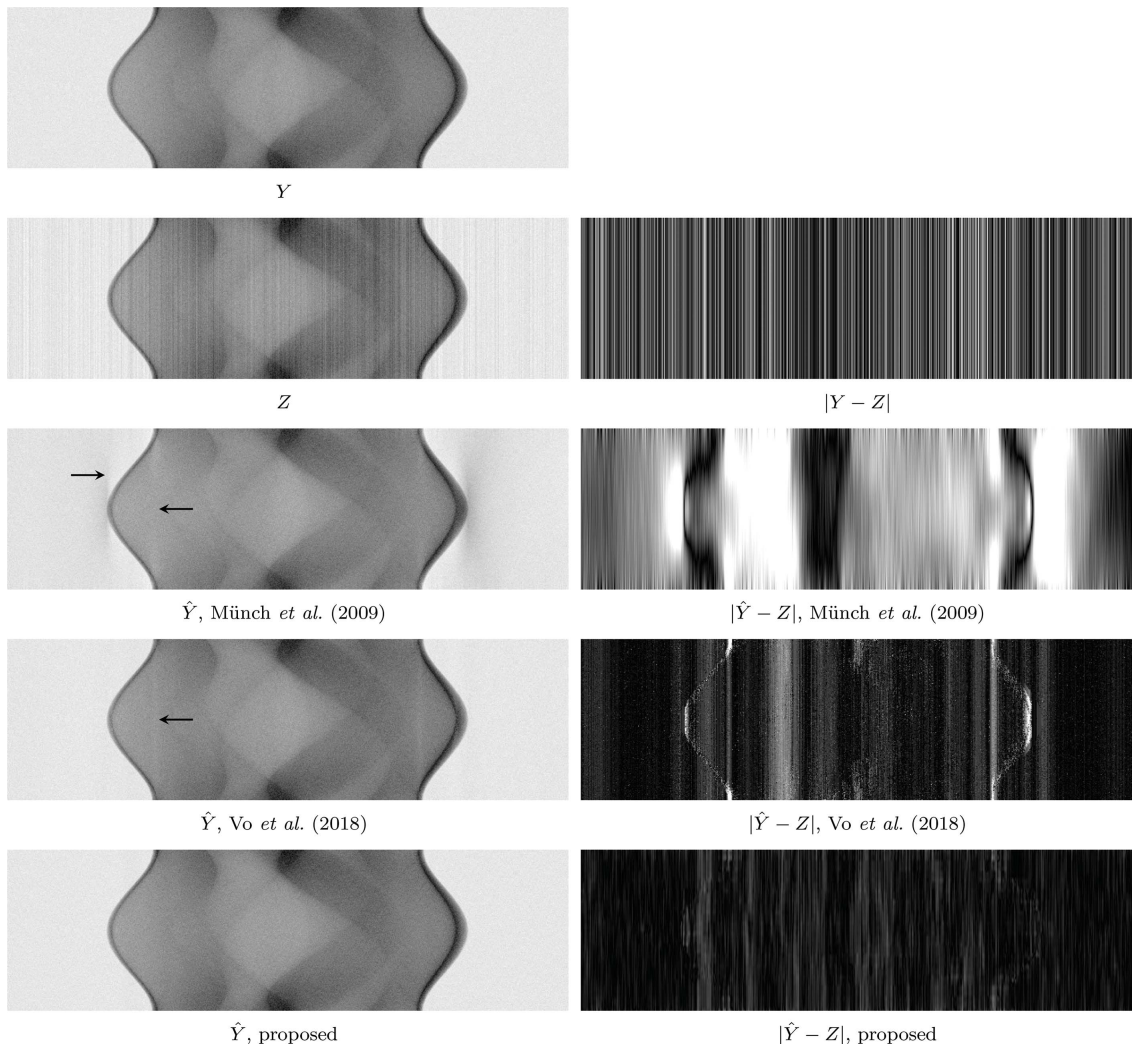 Y
Z
|Y − Z|
Ŷ, Münch et al. (2009)
|Ŷ − Z|, Münch et al. (2009)
Ŷ, Vo et al. (2018)
|Ŷ − Z|, Vo et al. (2018)
Ŷ, proposed
|Ŷ − Z|, proposed